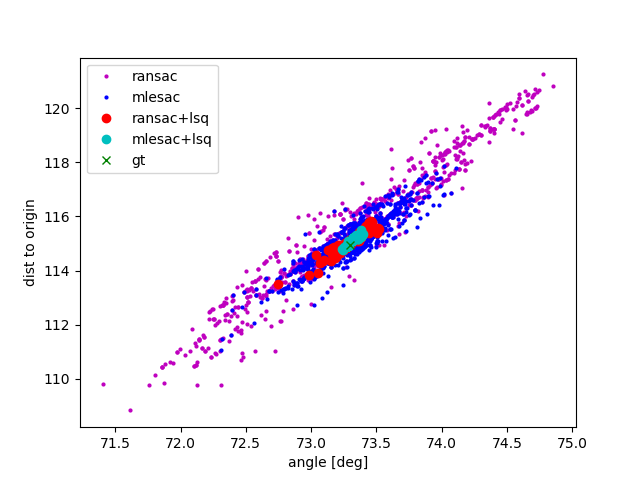 ransac
mlesac
ransac+lsq
mlesac+lsq
gt
120
118
116
114
112
110
dist to origin
71.5 72.0 72.5 73.0 73.5 74.0 74.5 75.0
angle [deg]